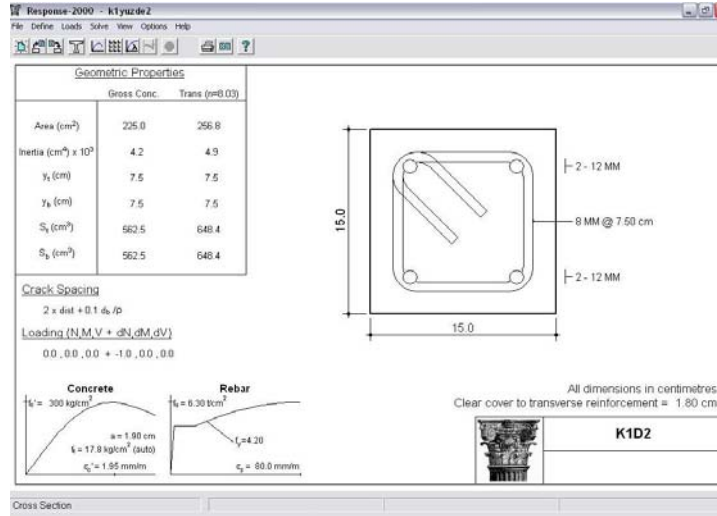 Response-2000 - k1yuzde2
File Define Loads Solve View Options Help
Geometric Properties
Gross Conc. Trans (n=8.03)
Area (cm²) 225.0 256.8
Inertia (cm⁴) x 10³ 4.2 4.9
yt (cm) 7.5 7.5
yb (cm) 7.5 7.5
St (cm³) 562.5 648.4
Sb (cm³) 562.5 648.4
Crack Spacing
2 x dist + 0.1 db /ρ
Loading (N,M,V + dN,dM,dV)
0.0 , 0.0 , 0.0 + -1.0 , 0.0 , 0.0
Concrete
fc' = 300 kg/cm²
a = 1.90 cm
ft = 17.8 kg/cm² (auto)
εc' = 1.95 mm/m
Rebar
fu = 6.30 t/cm²
fy= 4.20
εs = 80.0 mm/m
15.0
2 - 12 MM
8 MM @ 7.50 cm
2 - 12 MM
15.0
All dimensions in centimetres
Clear cover to transverse reinforcement = 1.80 cm
K1D2
Cross Section